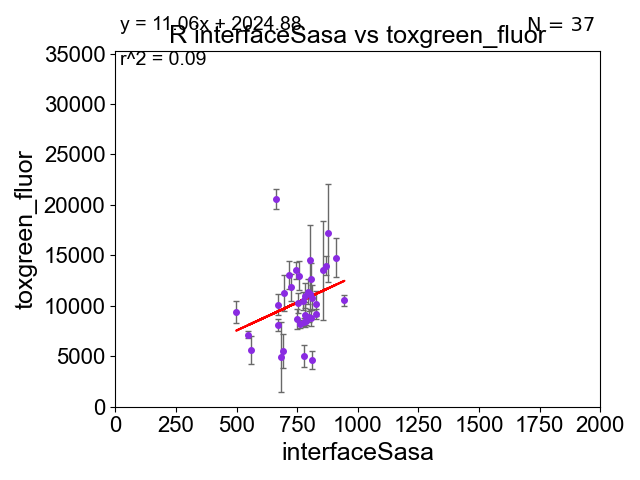 y = 11.06x + 2024.88
N = 37
R interfaceSasa vs toxgreen_fluor
r^2 = 0.09
35000
30000
25000
20000
15000
10000
5000
0
toxgreen_fluor
0 250 500 750 1000 1250 1500 1750 2000
interfaceSasa